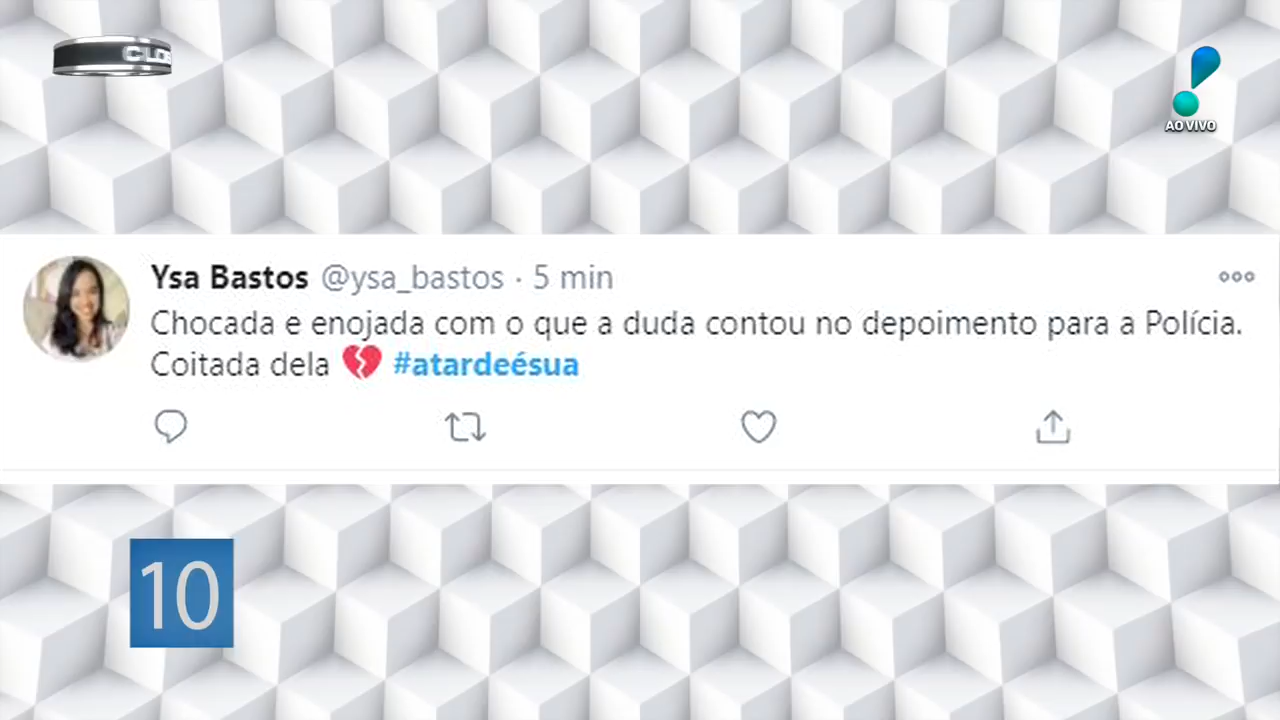 AO VIVO
Ysa Bastos @ysa_bastos · 5 min
Chocada e enojada com o que a duda contou no depoimento para a Polícia.
Coitada dela 💔 #atardeésua
10